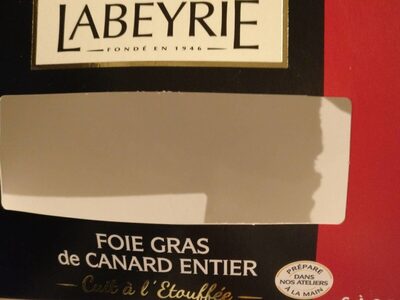 LABEYRIE
FONDÉ EN 1946
FOIE GRAS
de CANARD ENTIER
Cuit à l'Etouffée
PRÉPARÉ
DANS
NOS ATELIERS
À LA MAIN